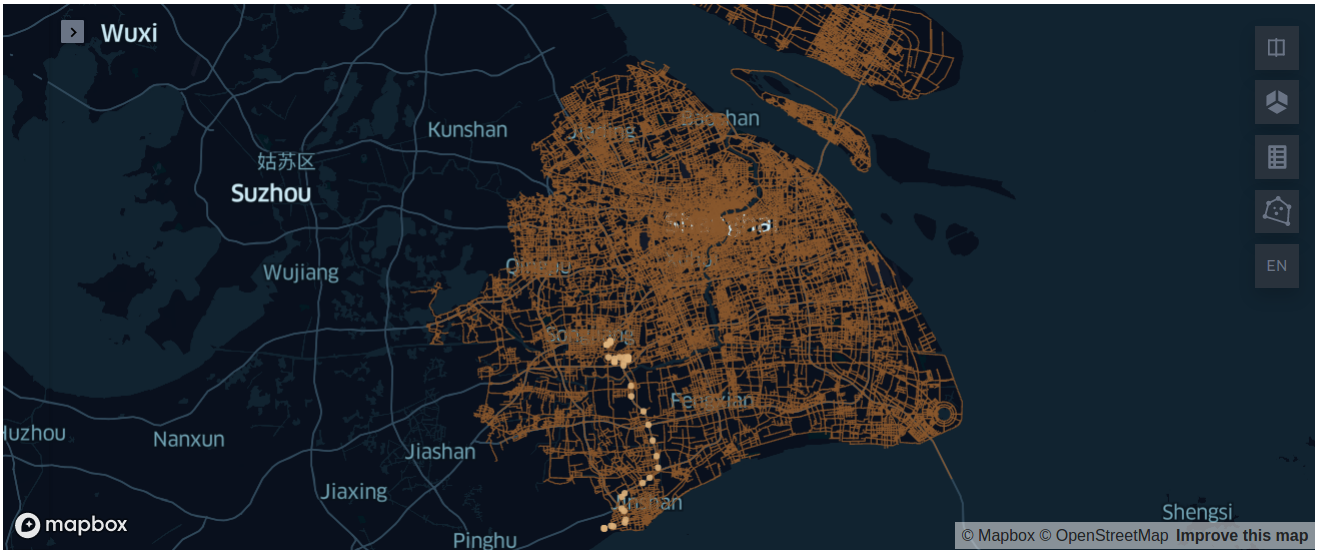 Wuxi
Kunshan
Jiading
Baoshan
姑苏区
Suzhou
Qingpu
Wujiang
EN
Songjiang
Fengxian
Huzhou
Nanxun
Jiashan
Jiaxing
Jinshan
Shengsi
mapbox
Pinghu
© Mapbox © OpenStreetMap Improve this map